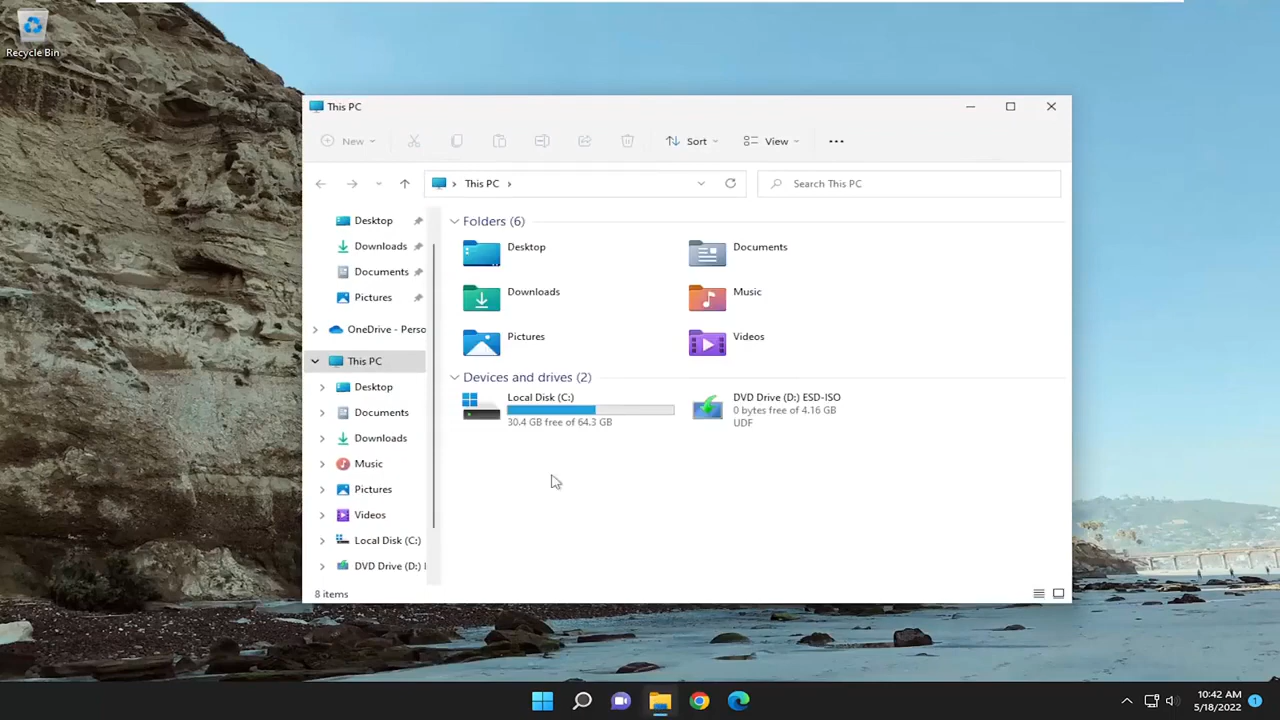 Recycle Bin
This PC
New
Sort
View
This PC
Search This PC
Desktop
Downloads
Documents
Pictures
OneDrive - Perso
This PC
Desktop
Documents
Downloads
Music
Pictures
Videos
Local Disk (C:)
DVD Drive (D:)
Folders (6)
Desktop
Documents
Downloads
Music
Pictures
Videos
Devices and drives (2)
Local Disk (C:)
30.4 GB free of 64.3 GB
DVD Drive (D:) ESD-ISO
0 bytes free of 4.16 GB
UDF
8 items
10:42 AM
5/18/2022
1